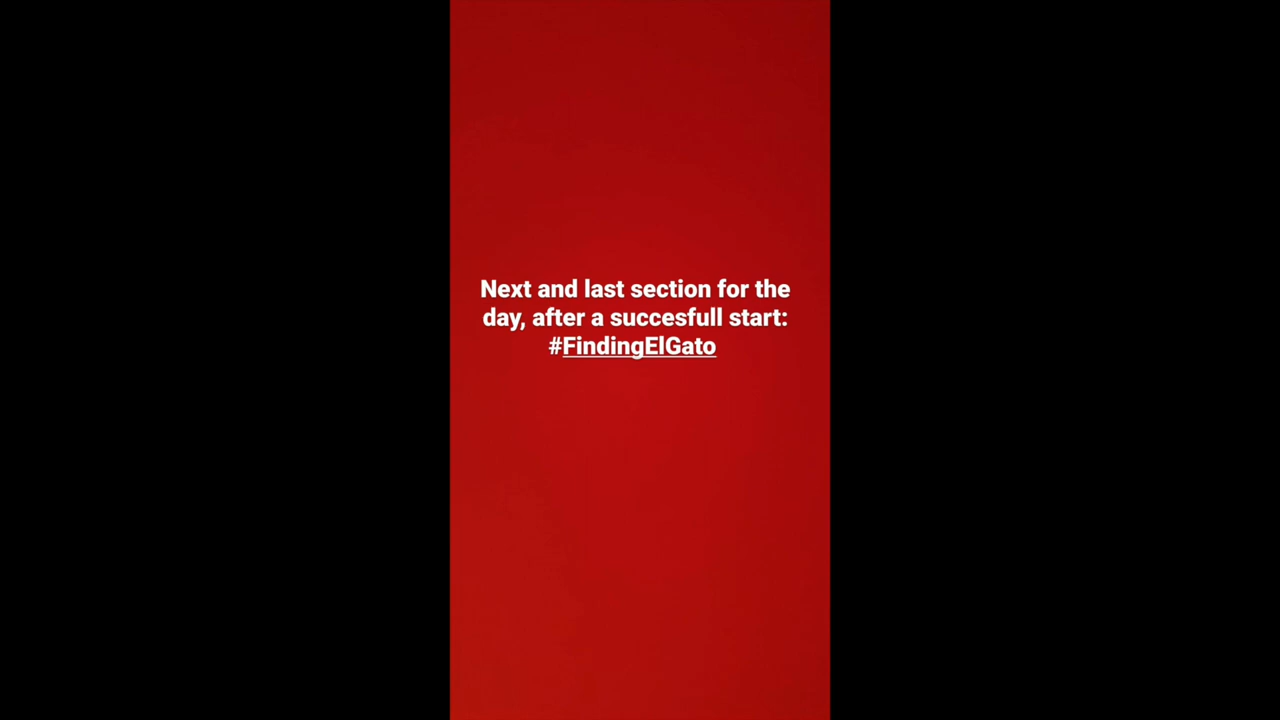 Next and last section for the
day, after a succesfull start:
#FindingElGato